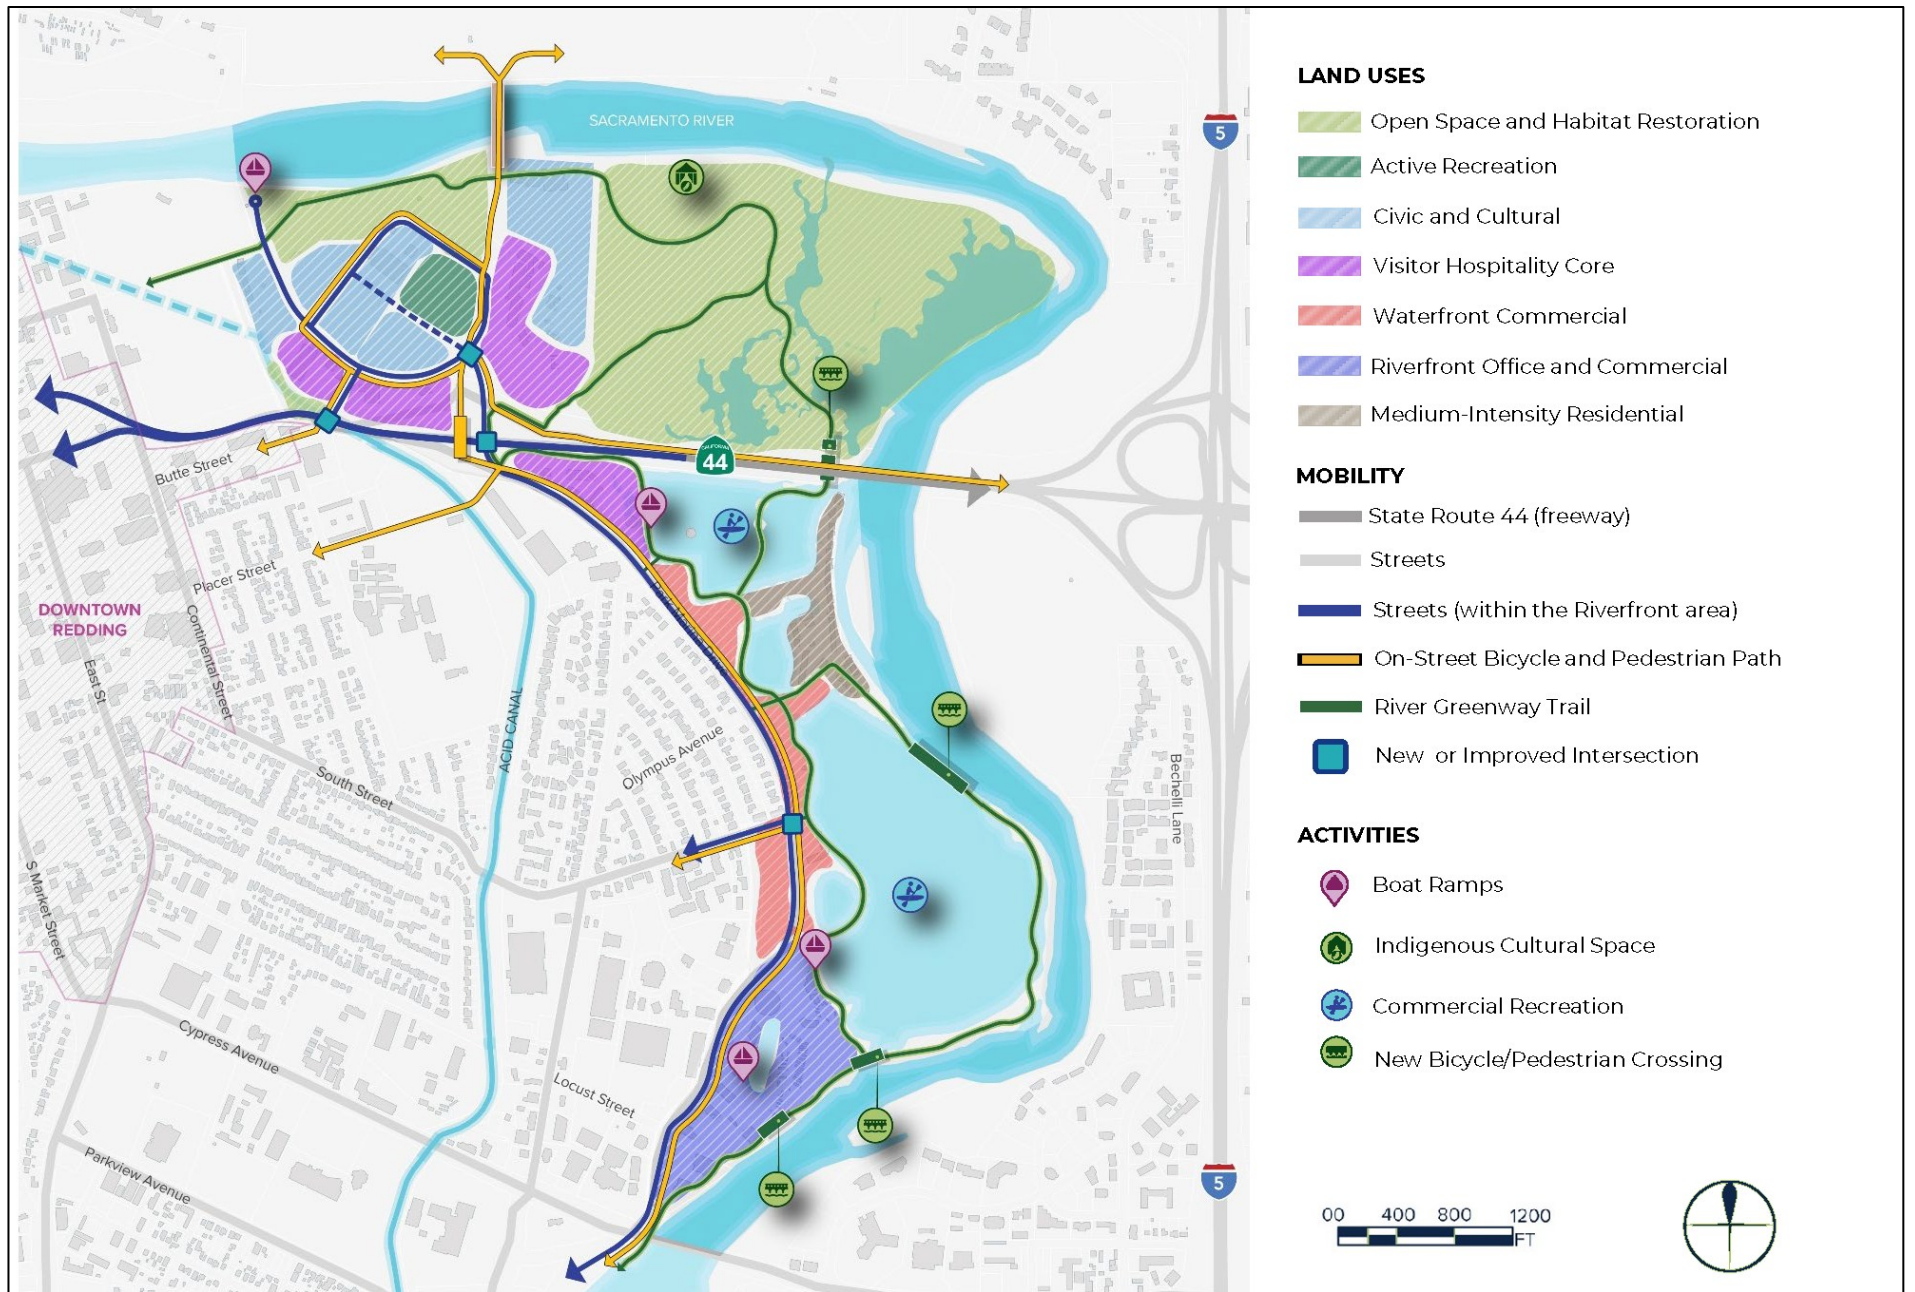 SACRAMENTO RIVER
5
CALIFORNIA
44
Butte Street
Placer Street
DOWNTOWN
REDDING
Continental Street
East St
Park Marina Drive
ACID CANAL
Olympus Avenue
South Street
Bechelli Lane
S Market Street
Cypress Avenue
Locust Street
Parkview Avenue
5
LAND USES
Open Space and Habitat Restoration
Active Recreation
Civic and Cultural
Visitor Hospitality Core
Waterfront Commercial
Riverfront Office and Commercial
Medium-Intensity Residential
MOBILITY
State Route 44 (freeway)
Streets
Streets (within the Riverfront area)
On-Street Bicycle and Pedestrian Path
River Greenway Trail
New or Improved Intersection
ACTIVITIES
Boat Ramps
Indigenous Cultural Space
Commercial Recreation
New Bicycle/Pedestrian Crossing
00 400 800 1200
FT